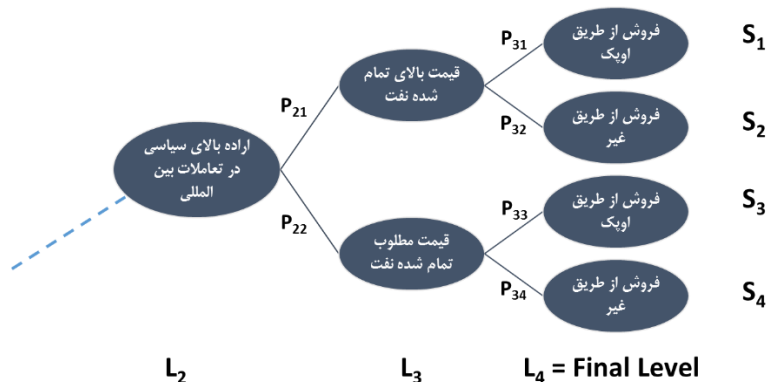 فروش از طریق
اوپک
S1
P31
قیمت بالای تمام
شده نفت
P32
فروش از طریق
غیر
S2
P21
اراده بالای سیاسی
در تعاملات بین
المللی
P22
فروش از طریق
اوپک
S3
P33
قیمت مطلوب
تمام شده نفت
P34
فروش از طریق
غیر
S4
L2
L3
L4 = Final Level